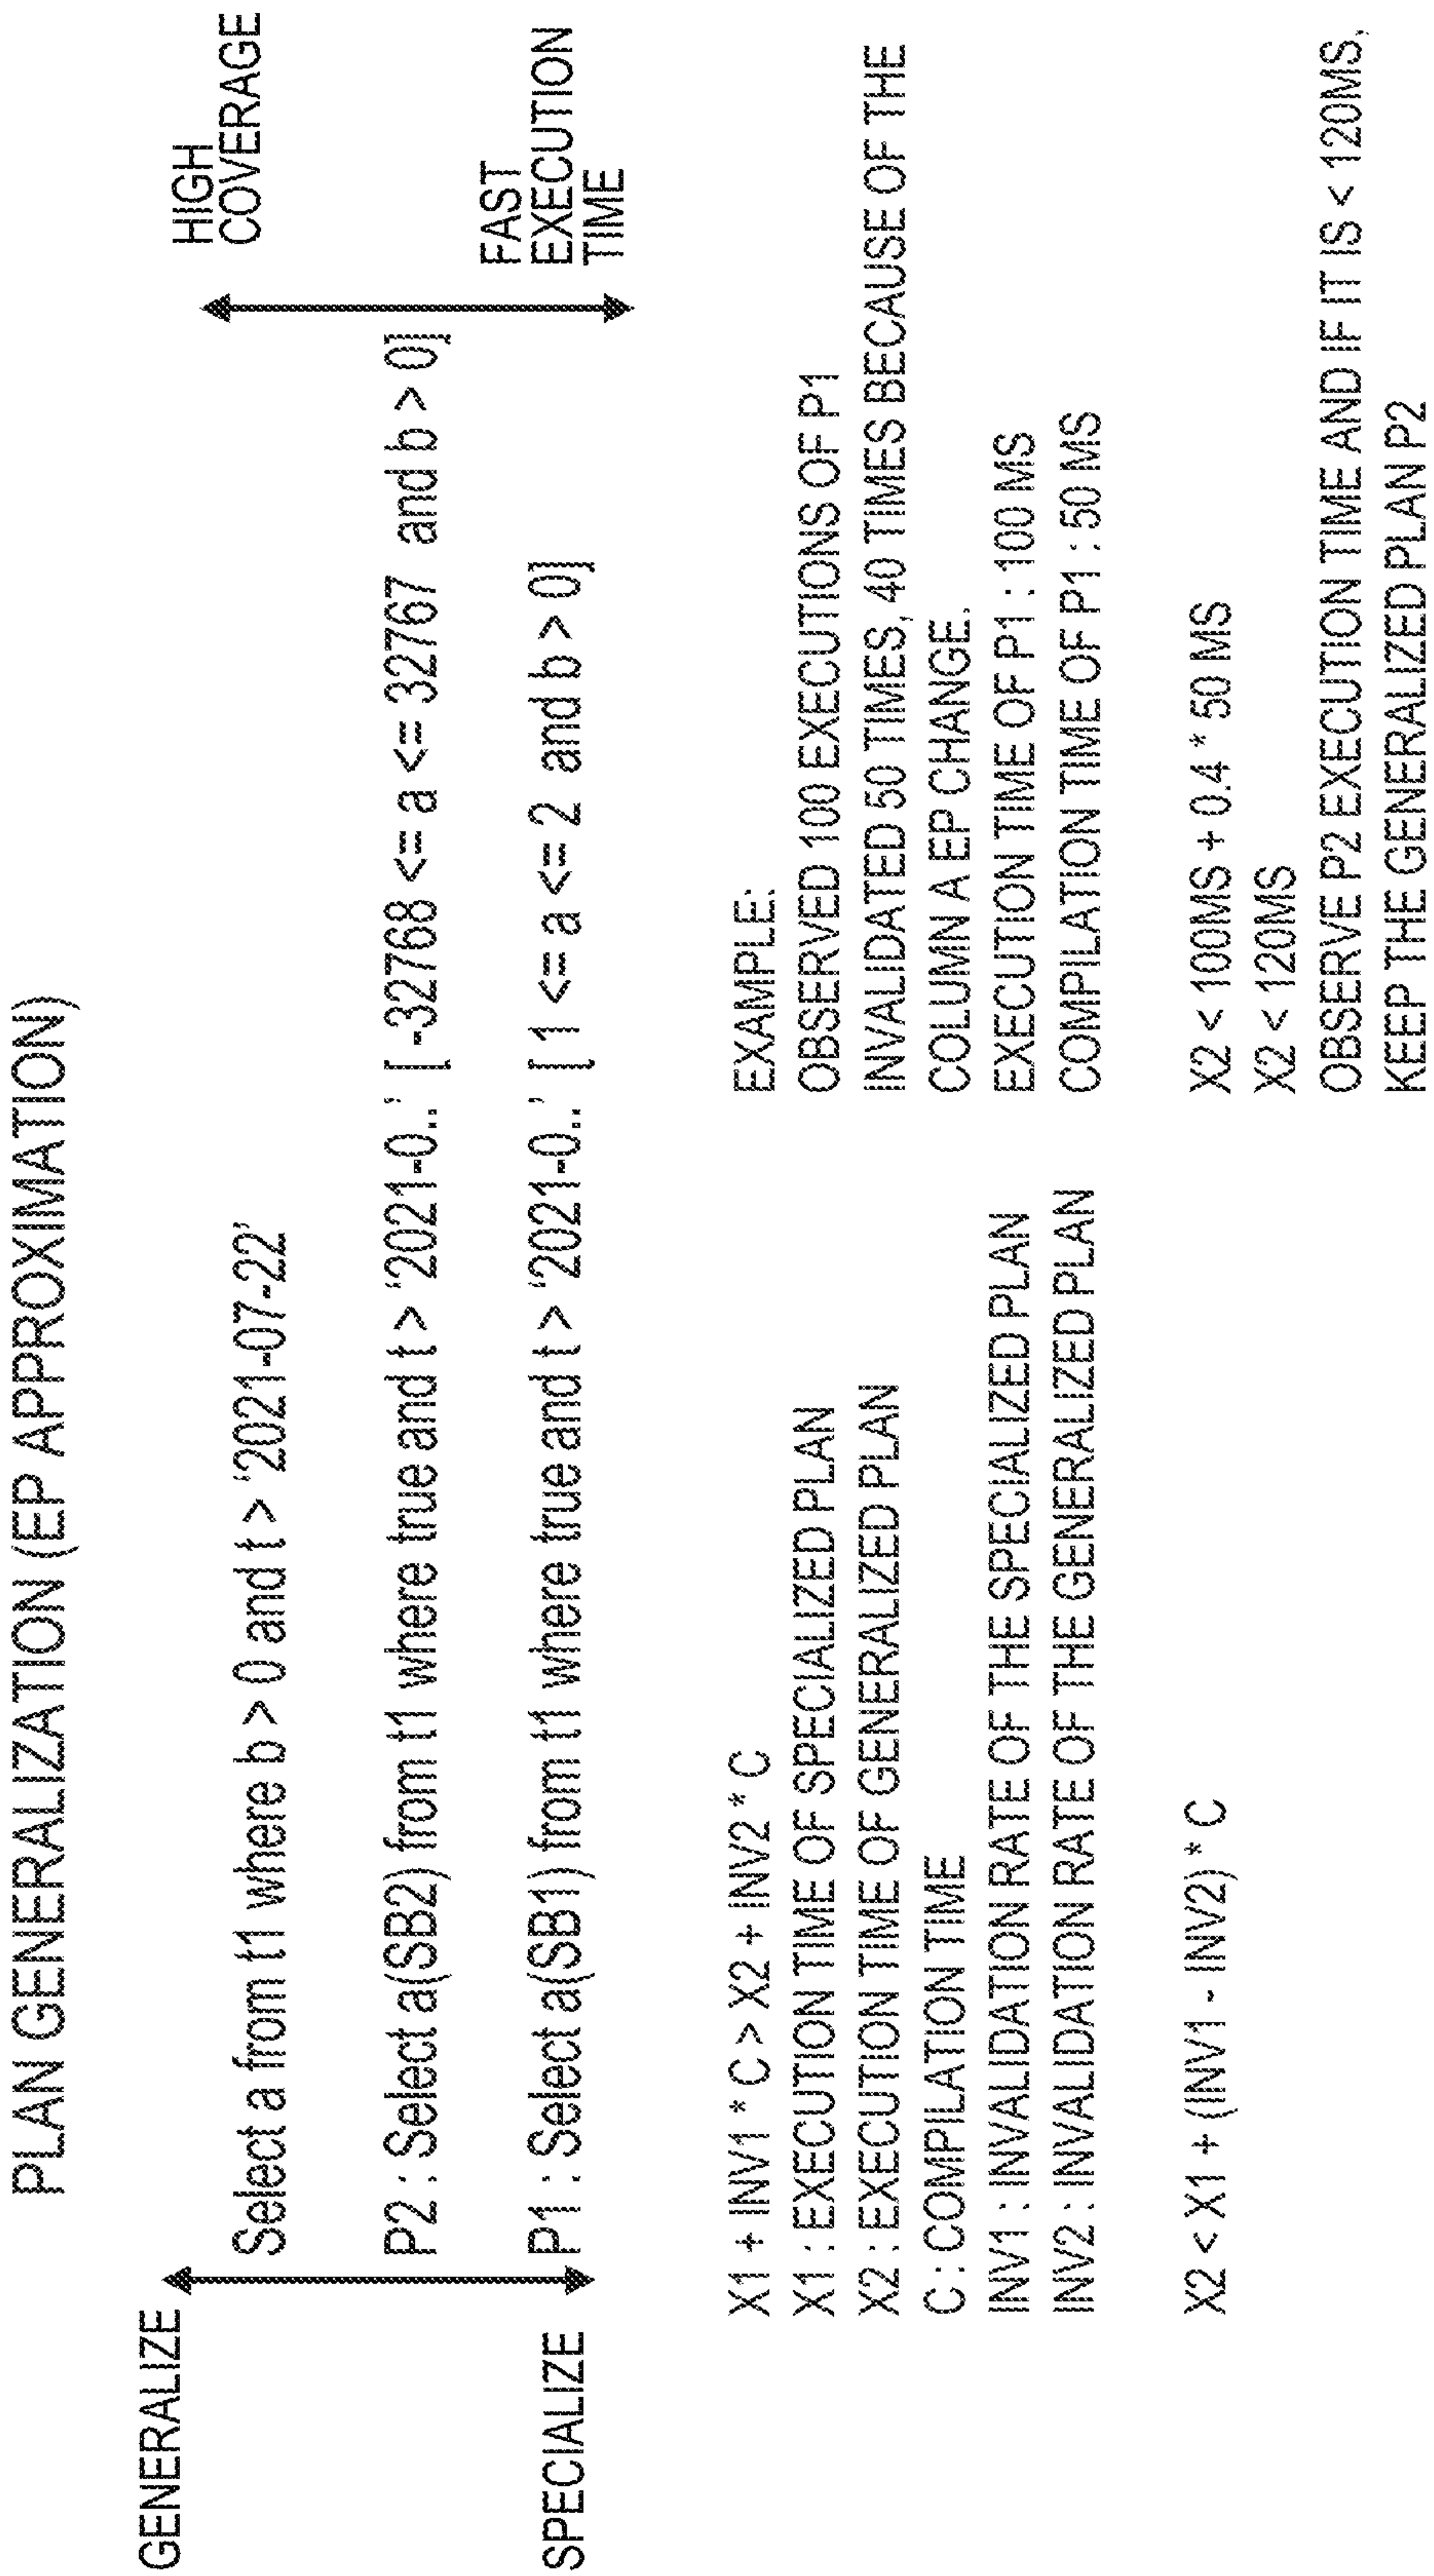 PLAN GENERALIZATION (EP APPROXIMATION)
GENERALIZE
HIGH
COVERAGE
Select a from t1 where b > 0 and t > '2021-07-22'
P2 : Select a(SB2) from t1 where true and t > '2021-0..' [ -32768 <= a <= 32767 and b > 0]
P1 : Select a(SB1) from t1 where true and t > '2021-0..' [ 1 <= a <= 2 and b > 0]
SPECIALIZE
FAST
EXECUTION
TIME
X1 + INV1 * C > X2 + INV2 * C
X1 : EXECUTION TIME OF SPECIALIZED PLAN
X2 : EXECUTION TIME OF GENERALIZED PLAN
C : COMPILATION TIME
INV1 : INVALIDATION RATE OF THE SPECIALIZED PLAN
INV2 : INVALIDATION RATE OF THE GENERALIZED PLAN
X2 < X1 + (INV1 - INV2) * C
EXAMPLE:
OBSERVED 100 EXECUTIONS OF P1
INVALIDATED 50 TIMES, 40 TIMES BECAUSE OF THE
COLUMN A EP CHANGE.
EXECUTION TIME OF P1 : 100 MS
COMPILATION TIME OF P1 : 50 MS
X2 < 100MS + 0.4 * 50 MS
X2 < 120MS
OBSERVE P2 EXECUTION TIME AND IF IT IS < 120MS,
KEEP THE GENERALIZED PLAN P2